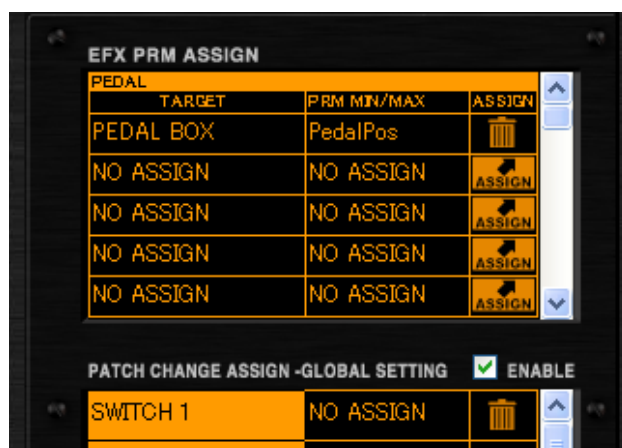 EFX PRM ASSIGN
PEDAL
TARGET PRM MIN/MAX ASSIGN
PEDAL BOX PedalPos
NO ASSIGN NO ASSIGN ASSIGN
NO ASSIGN NO ASSIGN ASSIGN
NO ASSIGN NO ASSIGN ASSIGN
NO ASSIGN NO ASSIGN ASSIGN
PATCH CHANGE ASSIGN -GLOBAL SETTING ENABLE
SWITCH 1 NO ASSIGN